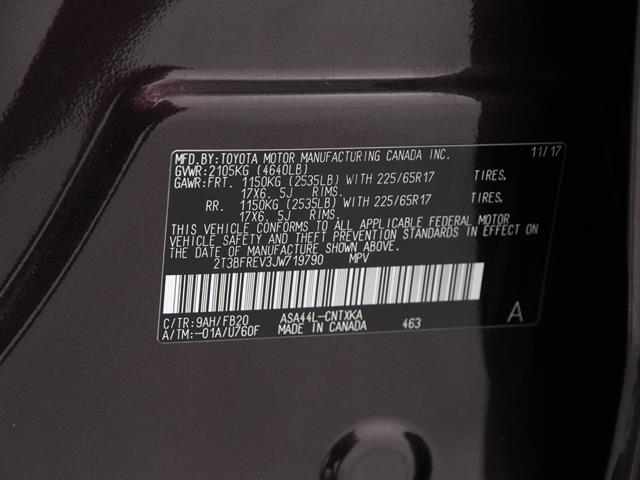 MFD.BY:TOYOTA MOTOR MANUFACTURING CANADA INC. 11/17
GVWR:2105KG (4640LB)
GAWR:FRT. 1150KG (2535LB) WITH 225/65R17 TIRES,
17X6. 5J RIMS.
RR. 1150KG (2535LB) WITH 225/65R17 TIRES,
17X6. 5J RIMS.
THIS VEHICLE CONFORMS TO ALL APPLICABLE FEDERAL MOTOR
VEHICLE SAFETY AND THEFT PREVENTION STANDARDS IN EFFECT ON
THE DATE OF MANUFACTURE SHOWN ABOVE.
2T3BFREV3JW719790 MPV
C/TR:9AH/FB20 ASA44L-CNTXKA
A/TM:-01A/U760F MADE IN CANADA 463 A